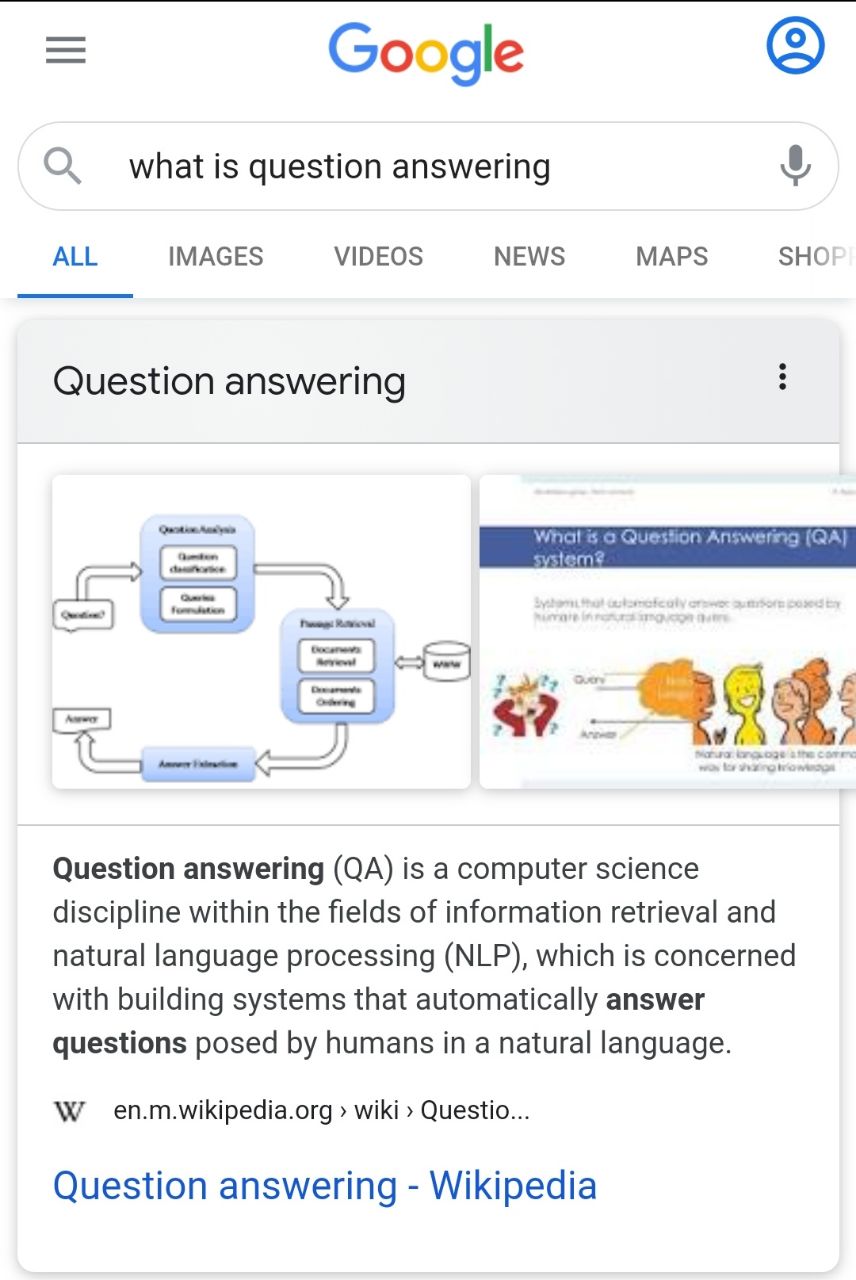 Google
what is question answering
ALL IMAGES VIDEOS NEWS MAPS SHOP
Question answering
Question Analysis
Question
classification
Queries
Formulation
Question?
Passage Retrieval
Documents
Retrieval
Documents
Ordering
WWW
Answer
Answer Extraction
What is a Question Answering (QA)
system?
Systems that automatically answer questions posed by
humans in natural language query.
Query
Answer
Natural language is the
way for sharing knowledge
Question answering (QA) is a computer science
discipline within the fields of information retrieval and
natural language processing (NLP), which is concerned
with building systems that automatically answer
questions posed by humans in a natural language.
W en.m.wikipedia.org › wiki › Questio...
Question answering - Wikipedia